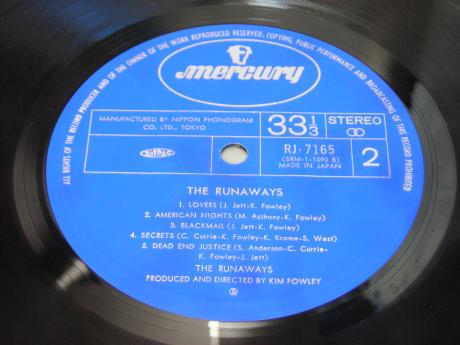 ALL RIGHTS OF THE RECORD PRODUCER AND OF THE OWNER OF THE WORK REPRODUCED RESERVED. COPYING, PUBLIC PERFORMANCE AND BROADCASTING OF THIS RECORD PROHIBITED
mercury
MANUFACTURED BY NIPPON PHONOGRAM
CO. LTD., TOKYO
33 1/3
STEREO
RJ-7165
(SRM-1-1090 B)
MADE IN JAPAN
2
THE RUNAWAYS
1. LOVERS (J. Jett-K. Fowley)
2. AMERICAN NIGHTS (M. Asthony-K. Fowley)
3. BLACKMAIL (J. Jett-K. Fowley)
4. SECRETS (C. Currie-K. Fowley-K. Krome-S. West)
5. DEAD END JUSTICE (S. Anderson-C. Currie-
K. Fowley-J. Jett)
THE RUNAWAYS
PRODUCED AND DIRECTED BY KIM FOWLEY
Ⓟ